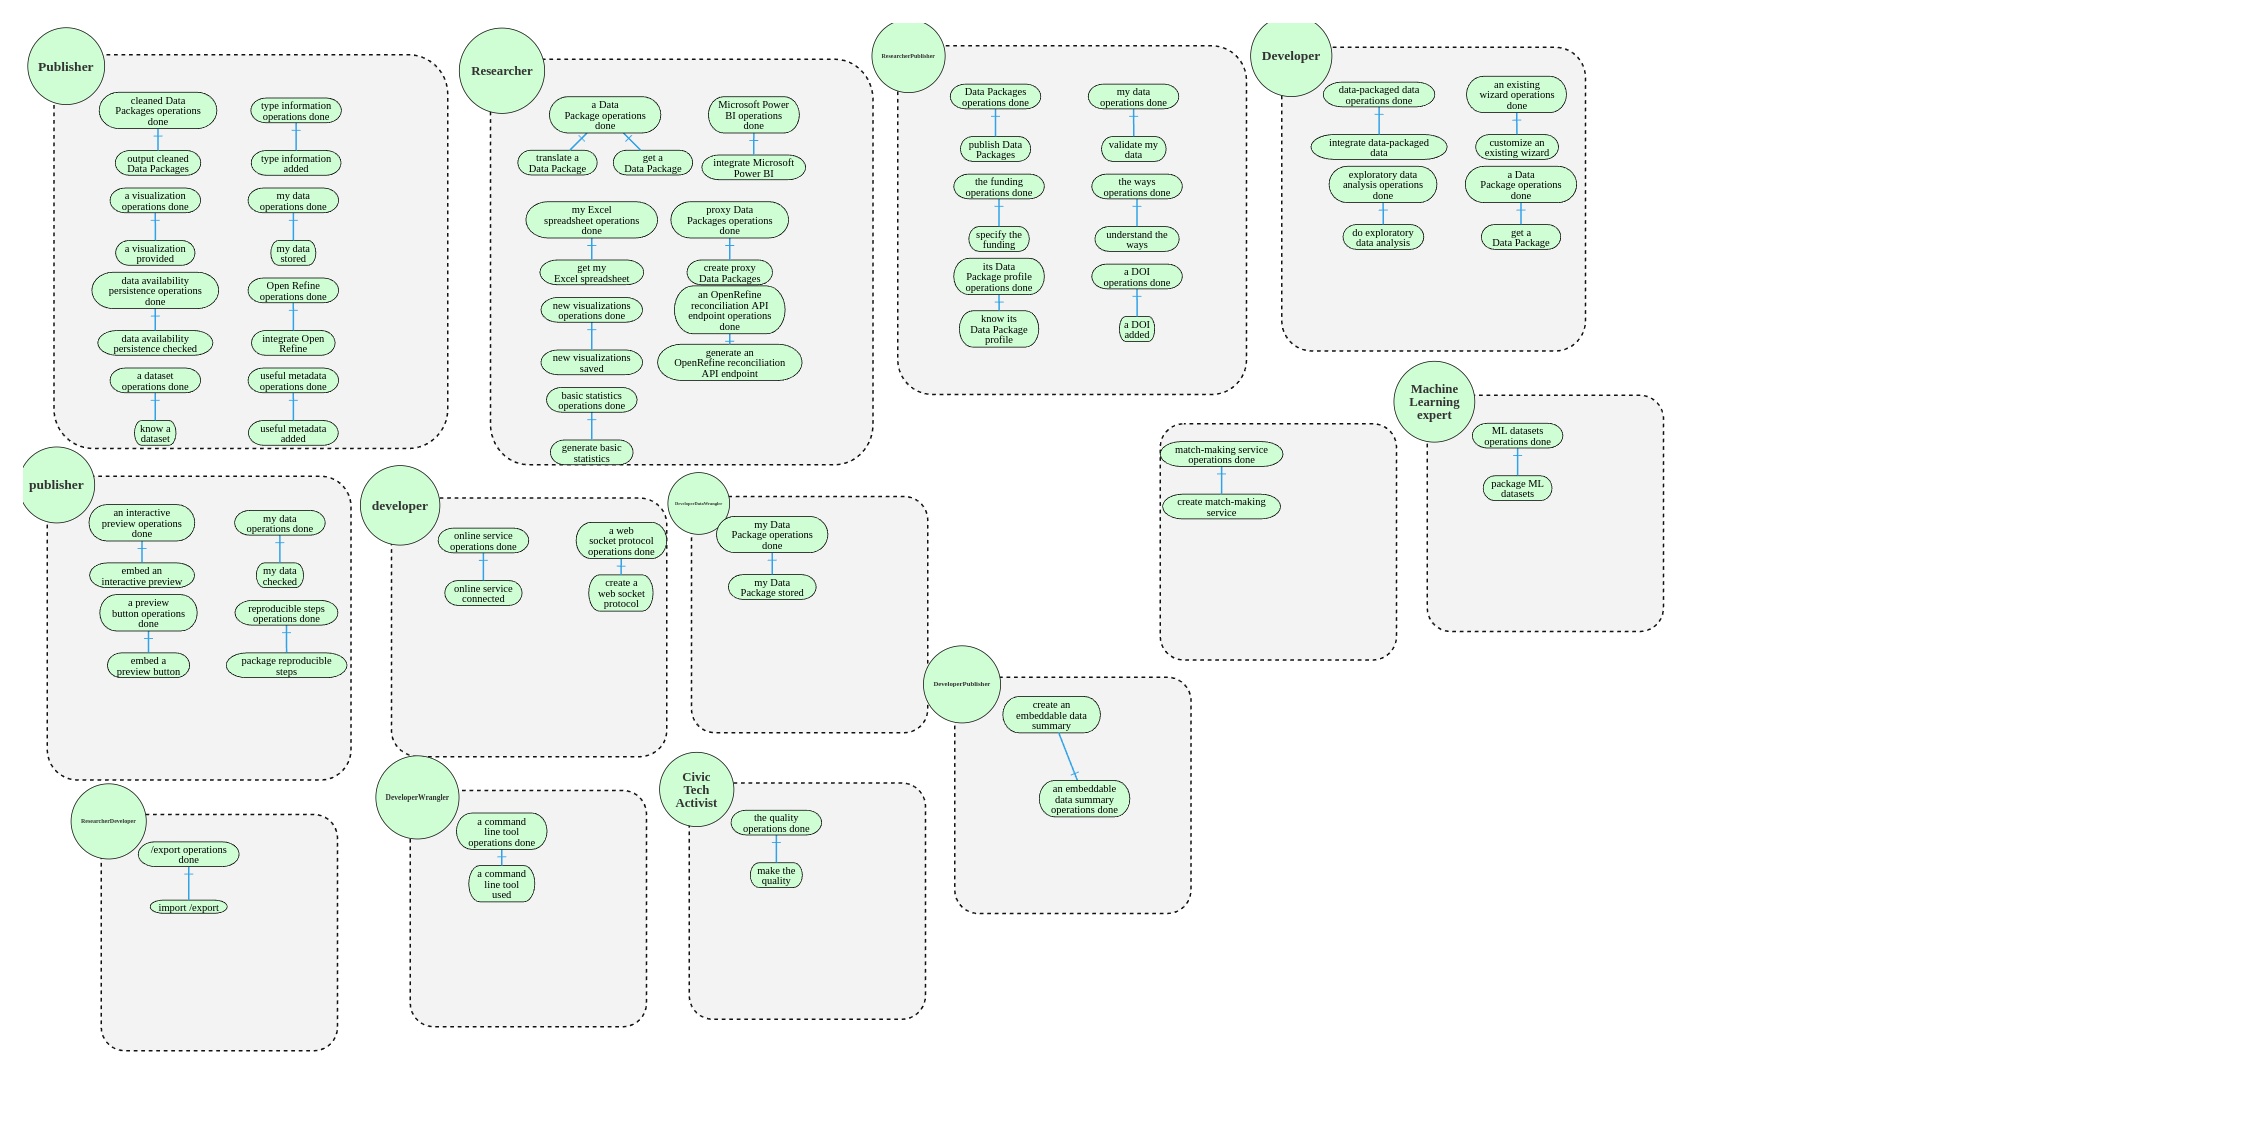 Publisher
cleaned Data
Packages operations
done
output cleaned
Data Packages
type information
operations done
type information
added
a visualization
operations done
a visualization
provided
my data
operations done
my data
stored
data availability
persistence operations
done
data availability
persistence checked
Open Refine
operations done
integrate Open
Refine
a dataset
operations done
know a
dataset
useful metadata
operations done
useful metadata
added
Researcher
a Data
Package operations
done
translate a
Data Package
get a
Data Package
Microsoft Power
BI operations
done
integrate Microsoft
Power BI
my Excel
spreadsheet operations
done
get my
Excel spreadsheet
proxy Data
Packages operations
done
create proxy
Data Packages
new visualizations
operations done
new visualizations
saved
an OpenRefine
reconciliation API
endpoint operations
done
generate an
OpenRefine reconciliation
API endpoint
basic statistics
operations done
generate basic
statistics
ResearcherPublisher
Data Packages
operations done
publish Data
Packages
my data
operations done
validate my
data
the funding
operations done
specify the
funding
the ways
operations done
understand the
ways
its Data
Package profile
operations done
know its
Data Package
profile
a DOI
operations done
a DOI
added
Developer
data-packaged data
operations done
integrate data-packaged
data
an existing
wizard operations
done
customize an
existing wizard
exploratory data
analysis operations
done
do exploratory
data analysis
a Data
Package operations
done
get a
Data Package
match-making service
operations done
create match-making
service
Machine
Learning
expert
ML datasets
operations done
package ML
datasets
publisher
an interactive
preview operations
done
embed an
interactive preview
my data
operations done
my data
checked
a preview
button operations
done
embed a
preview button
reproducible steps
operations done
package reproducible
steps
developer
online service
operations done
online service
connected
a web
socket protocol
operations done
create a
web socket
protocol
DeveloperDataWrangler
my Data
Package operations
done
my Data
Package stored
DeveloperPublisher
create an
embeddable data
summary
an embeddable
data summary
operations done
ResearcherDeveloper
/export operations
done
import /export
DeveloperWrangler
a command
line tool
operations done
a command
line tool
used
Civic
Tech
Activist
the quality
operations done
make the
quality